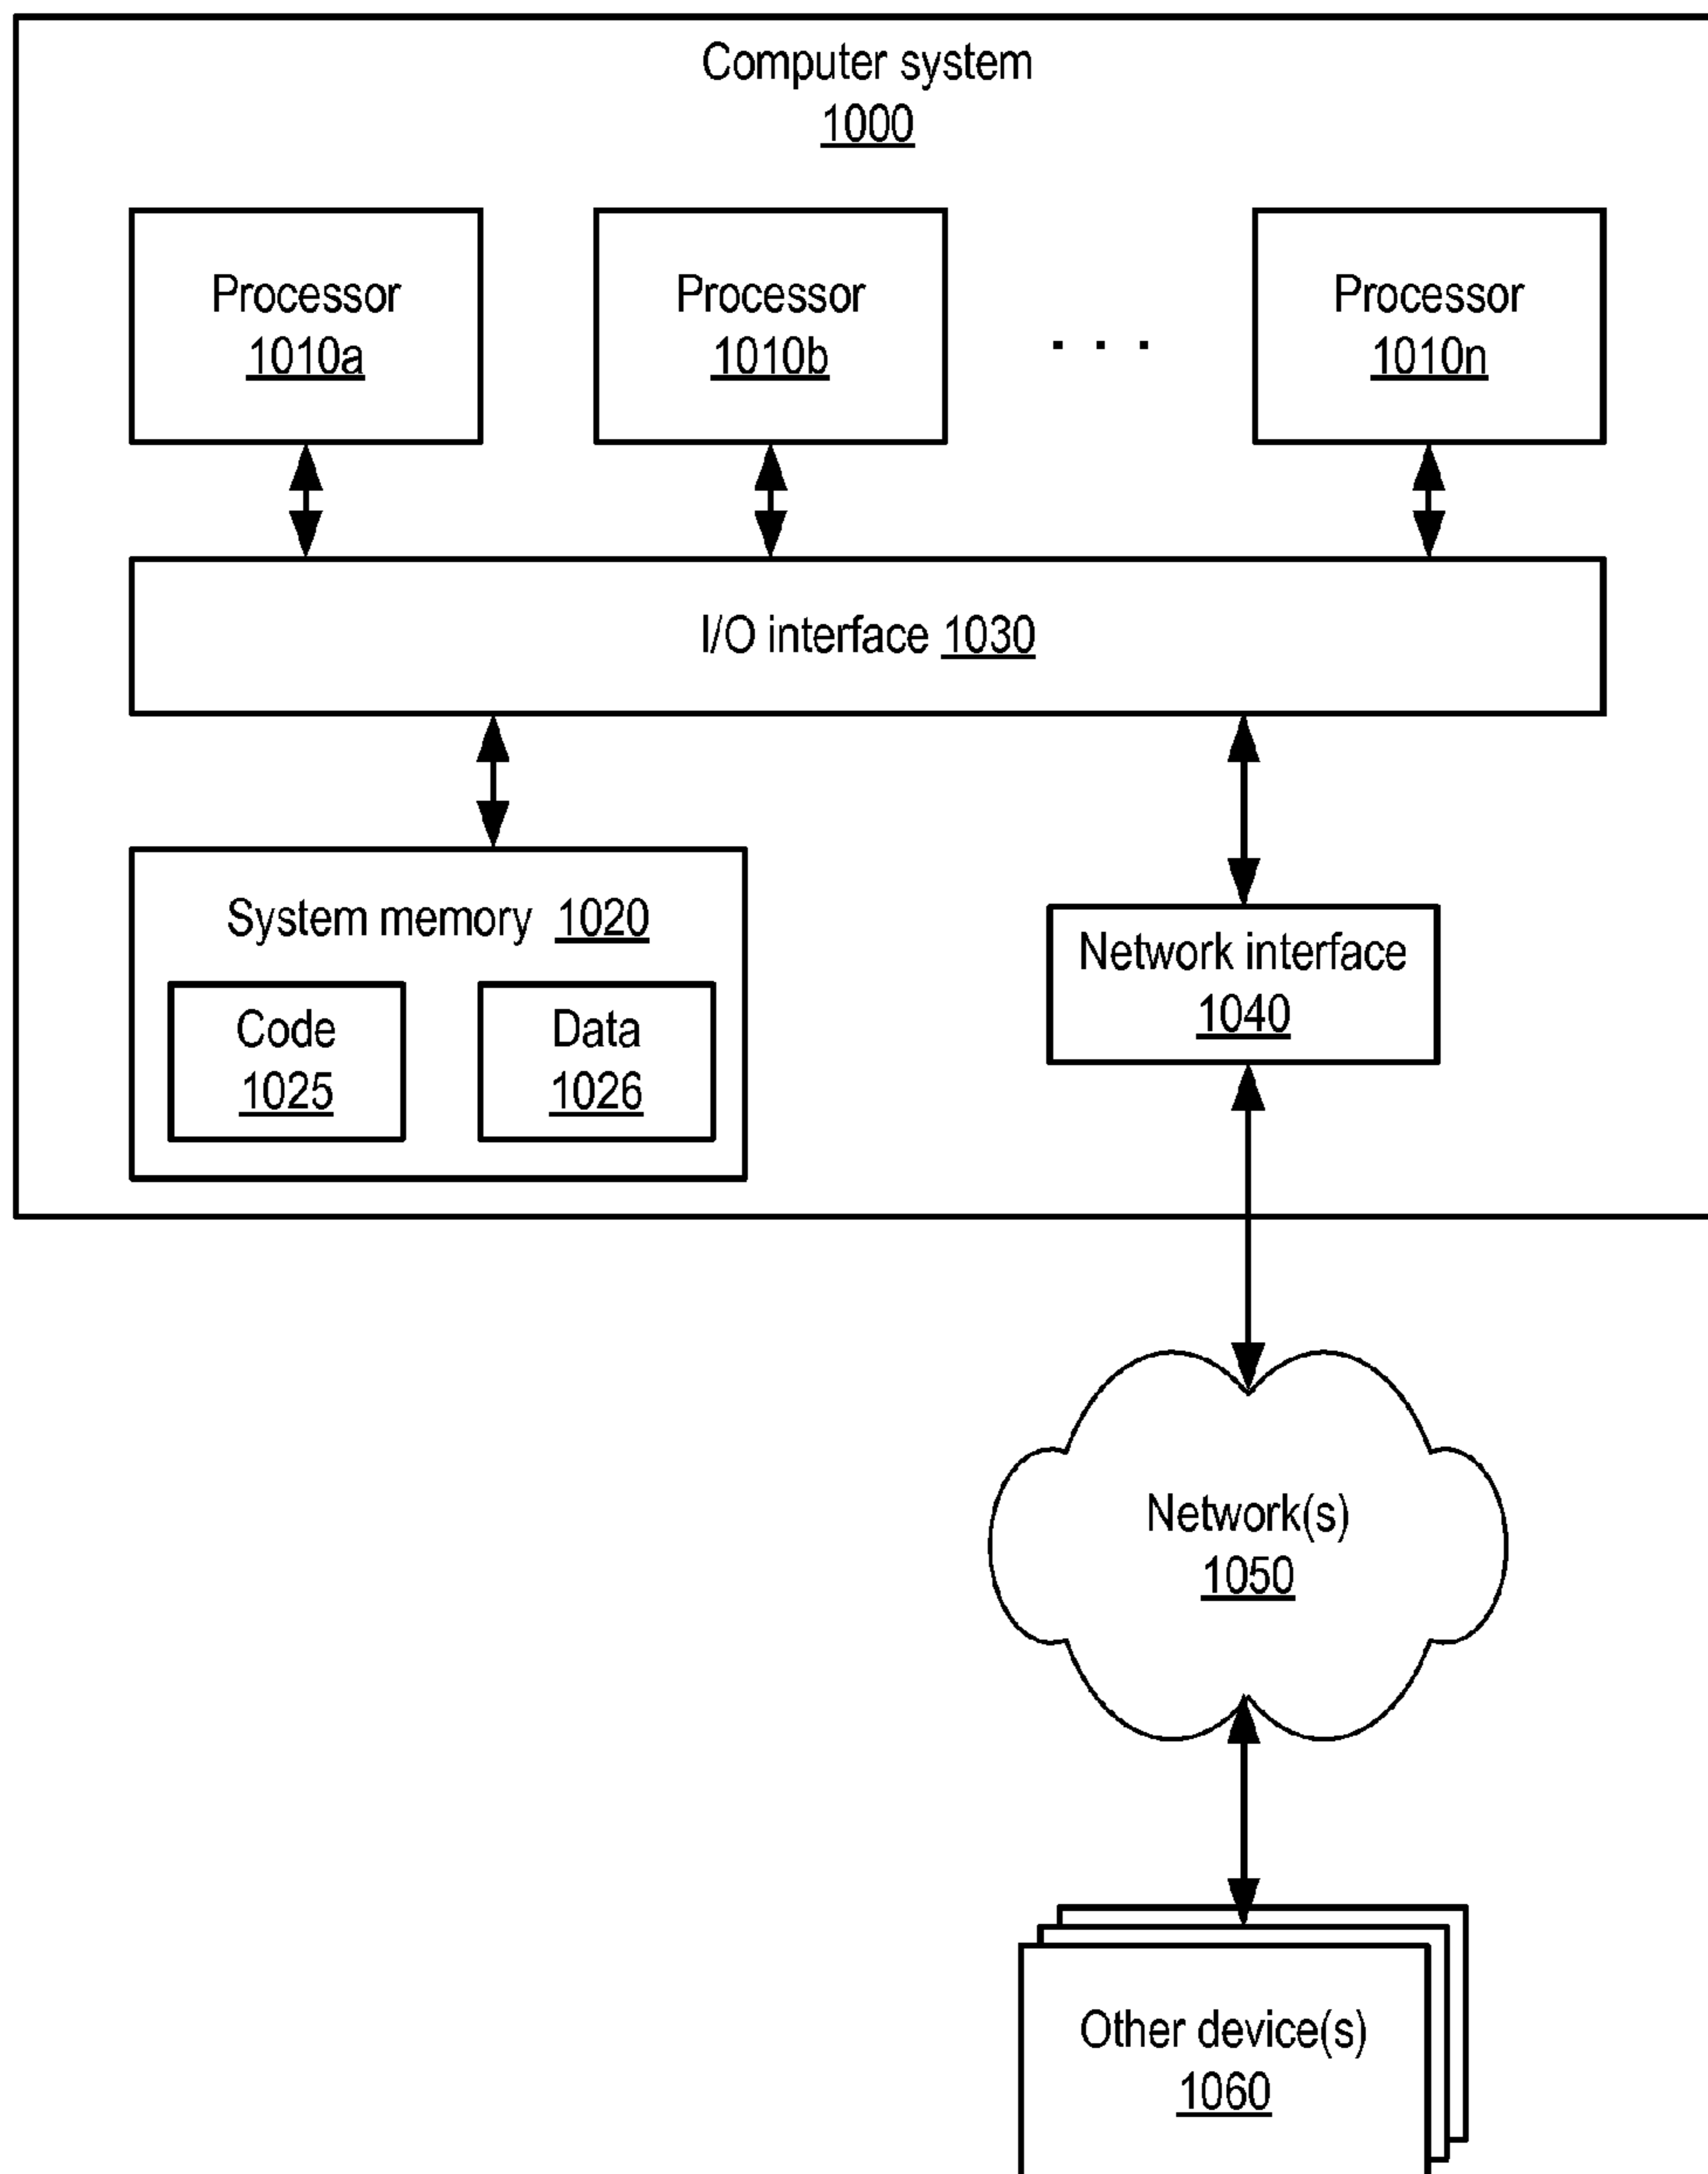 Computer system
1000
Processor
1010a
Processor
1010b
. . .
Processor
1010n
I/O interface 1030
System memory 1020
Code
1025
Data
1026
Network interface
1040
Network(s)
1050
Other device(s)
1060